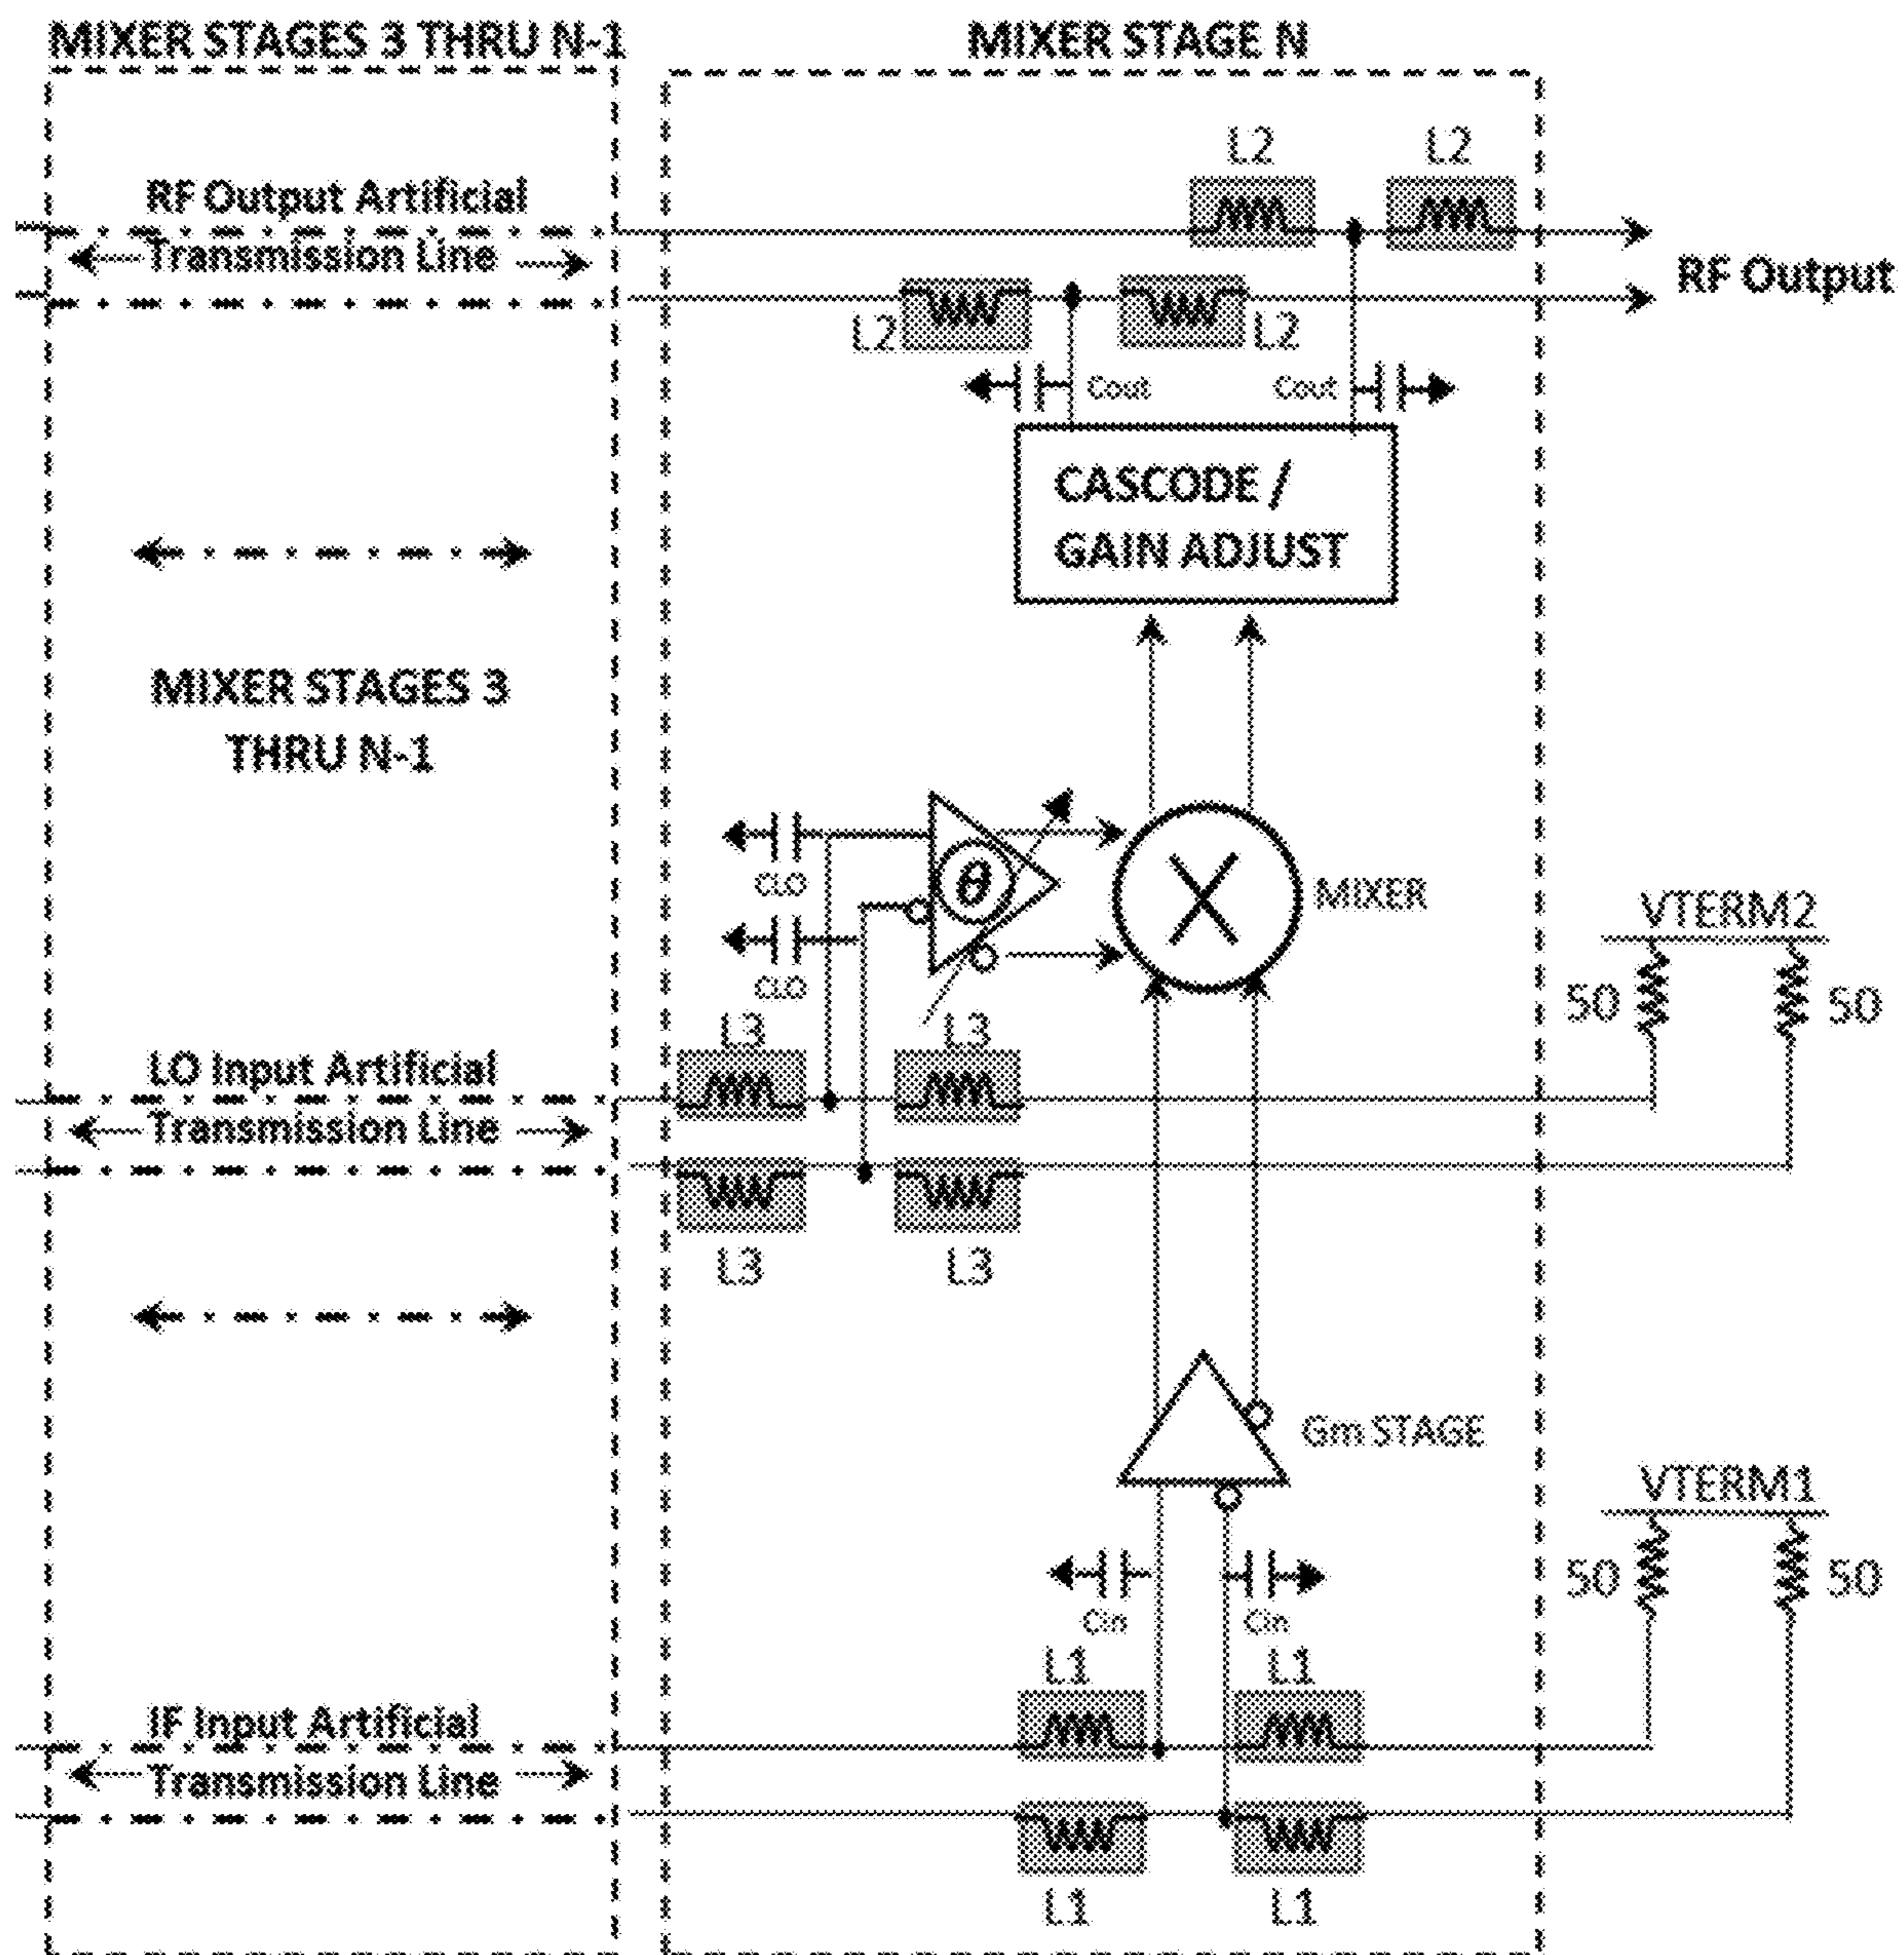 MIXER STAGES 3 THRU N-1
MIXER STAGE N
L2
L2
RF Output Artificial
Transmission Line
RF Output
L2
L2
Cout
Cout
CASCODE /
GAIN ADJUST
MIXER STAGES 3
THRU N-1
CLO
θ
MIXER
CLO
VTERM2
50
50
L3
L3
LO Input Artificial
Transmission Line
L3
L3
Gm STAGE
VTERM1
50
50
Cin
Cin
L1
L1
IF Input Artificial
Transmission Line
L1
L1